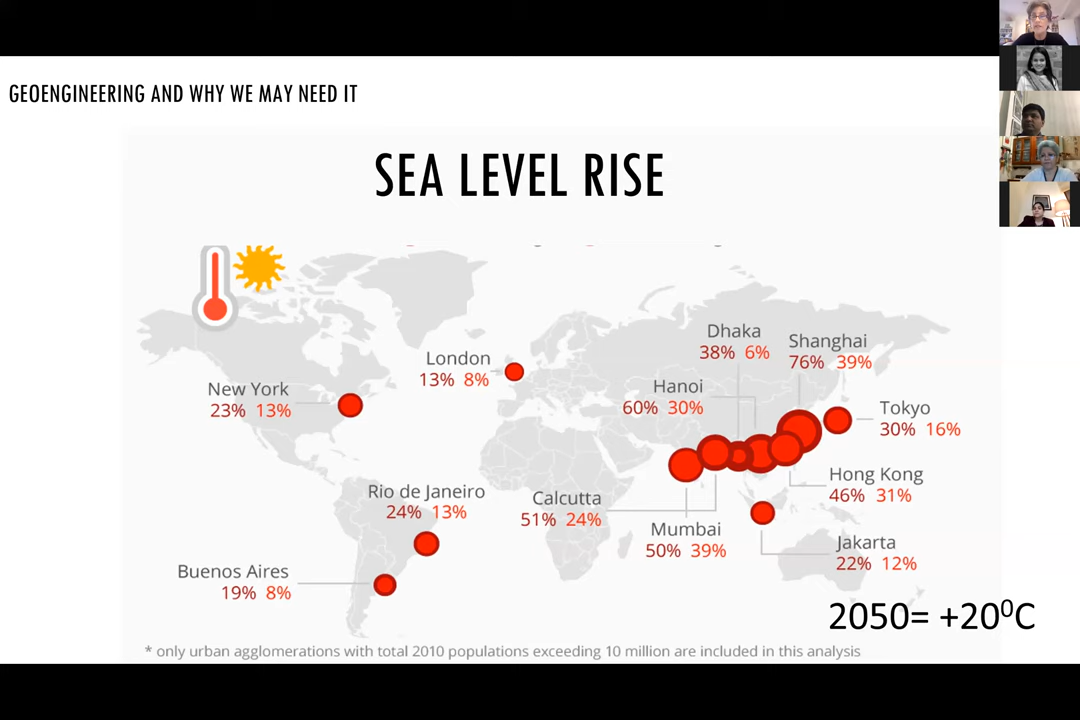 GEOENGINEERING AND WHY WE MAY NEED IT
SEA LEVEL RISE
Dhaka
38% 6%
Shanghai
76% 39%
London
13% 8%
Hanoi
60% 30%
New York
23% 13%
Tokyo
30% 16%
Hong Kong
46% 31%
Rio de Janeiro
24% 13%
Calcutta
51% 24%
Mumbai
50% 39%
Jakarta
22% 12%
Buenos Aires
19% 8%
2050= +20⁰C
* only urban agglomerations with total 2010 populations exceeding 10 million are included in this analysis